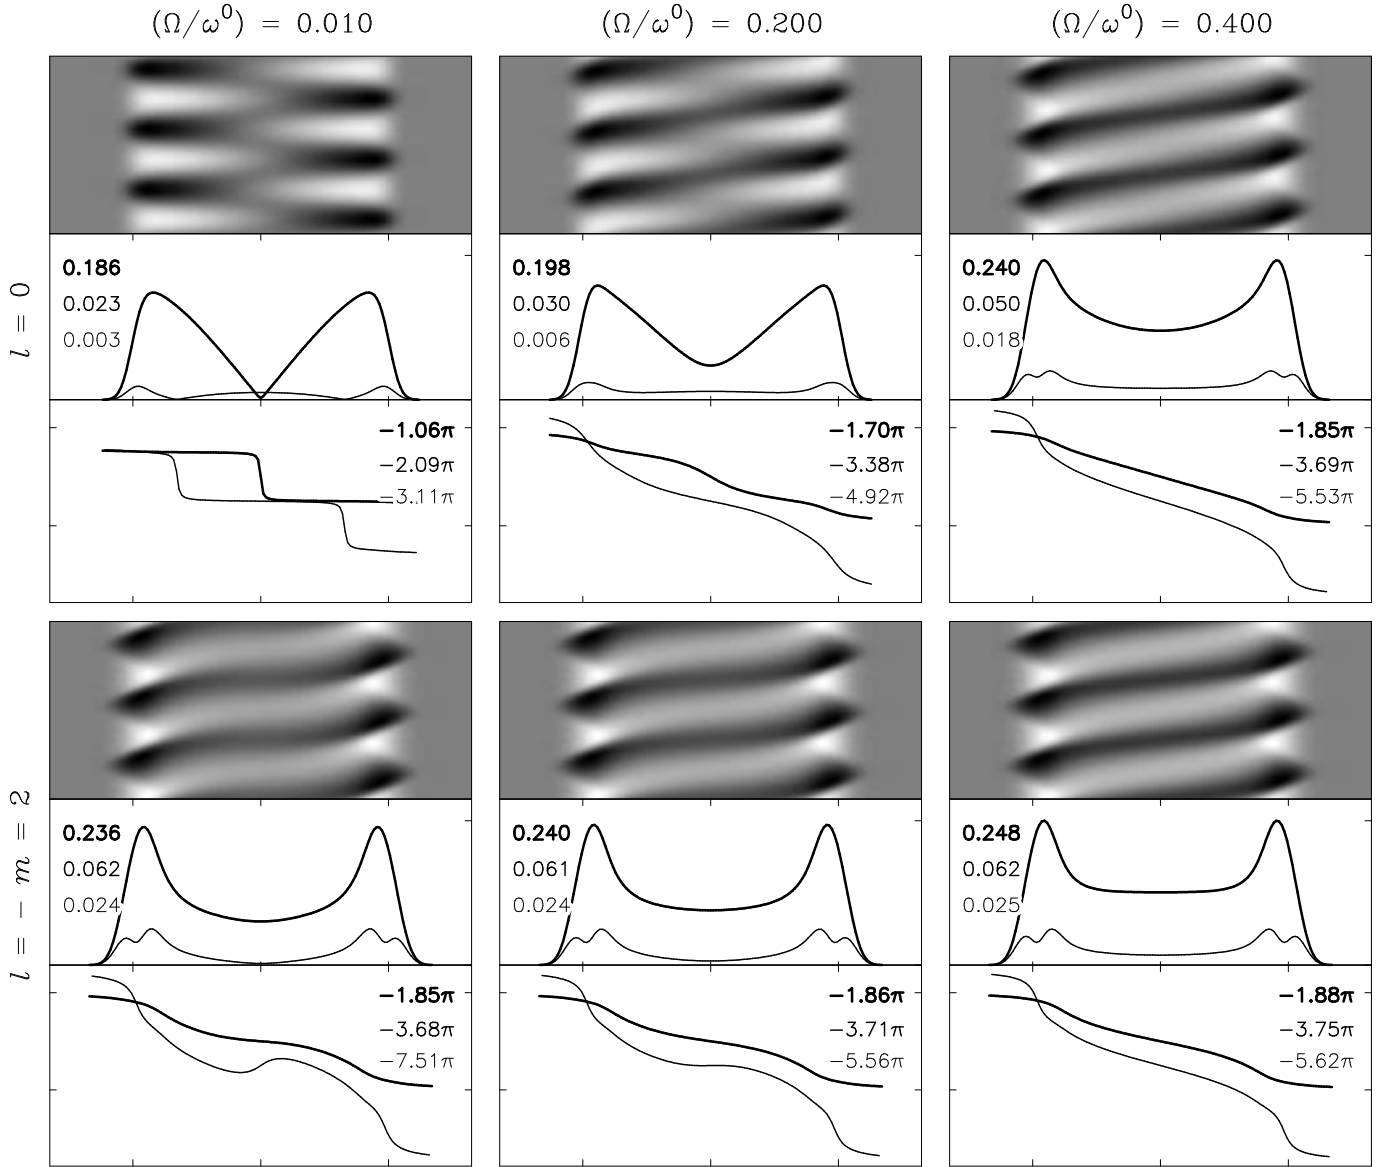 (Ω/ω⁰) = 0.010
(Ω/ω⁰) = 0.200
(Ω/ω⁰) = 0.400
l = 0
0.186
0.023
0.003
0.198
0.030
0.006
0.240
0.050
0.018
−1.06π
−2.09π
−3.11π
−1.70π
−3.38π
−4.92π
−1.85π
−3.69π
−5.53π
l = − m = 2
0.236
0.062
0.024
0.240
0.061
0.024
0.248
0.062
0.025
−1.85π
−3.68π
−7.51π
−1.86π
−3.71π
−5.56π
−1.88π
−3.75π
−5.62π